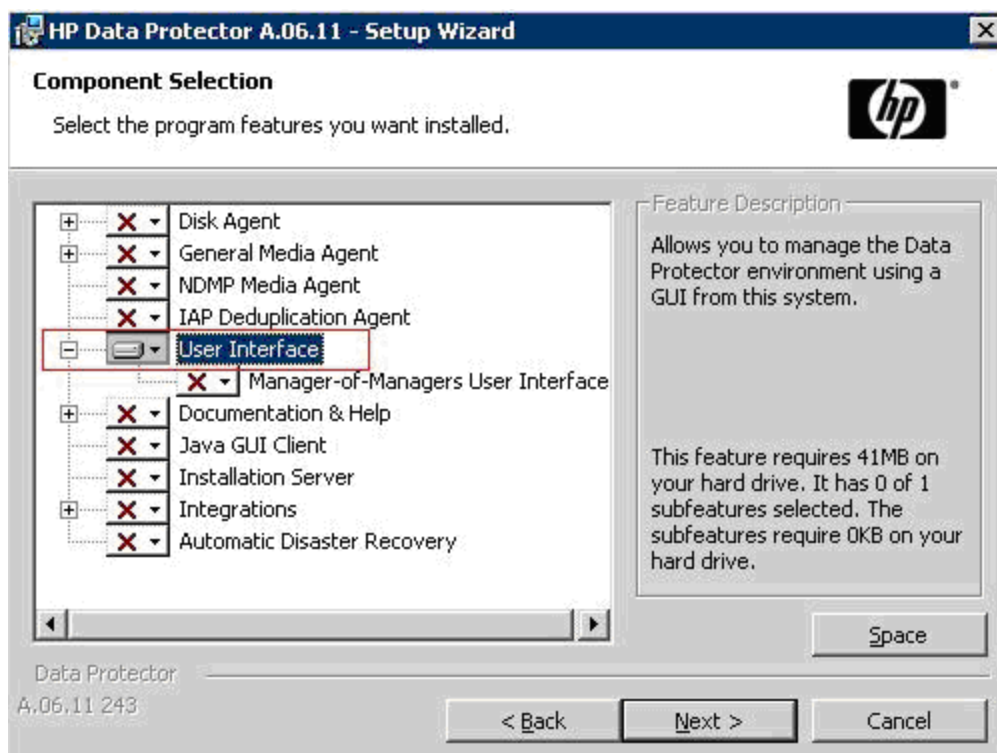 HP Data Protector A.06.11 - Setup Wizard
Component Selection
Select the program features you want installed.
hp
Disk Agent
General Media Agent
NDMP Media Agent
IAP Deduplication Agent
User Interface
Manager-of-Managers User Interface
Documentation & Help
Java GUI Client
Installation Server
Integrations
Automatic Disaster Recovery
Feature Description
Allows you to manage the Data
Protector environment using a
GUI from this system.
This feature requires 41MB on
your hard drive. It has 0 of 1
subfeatures selected. The
subfeatures require 0KB on your
hard drive.
Space
Data Protector
A.06.11 243
< Back
Next >
Cancel